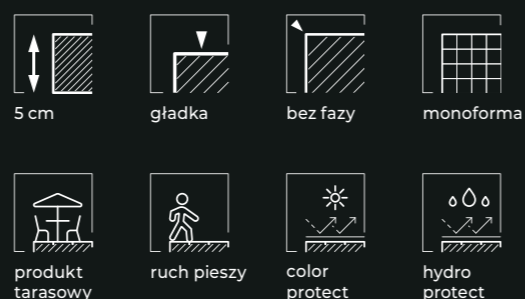 5 cm
gładka
bez fazy
monoforma
produkt
tarasowy
ruch pieszy
color
protect
hydro
protect